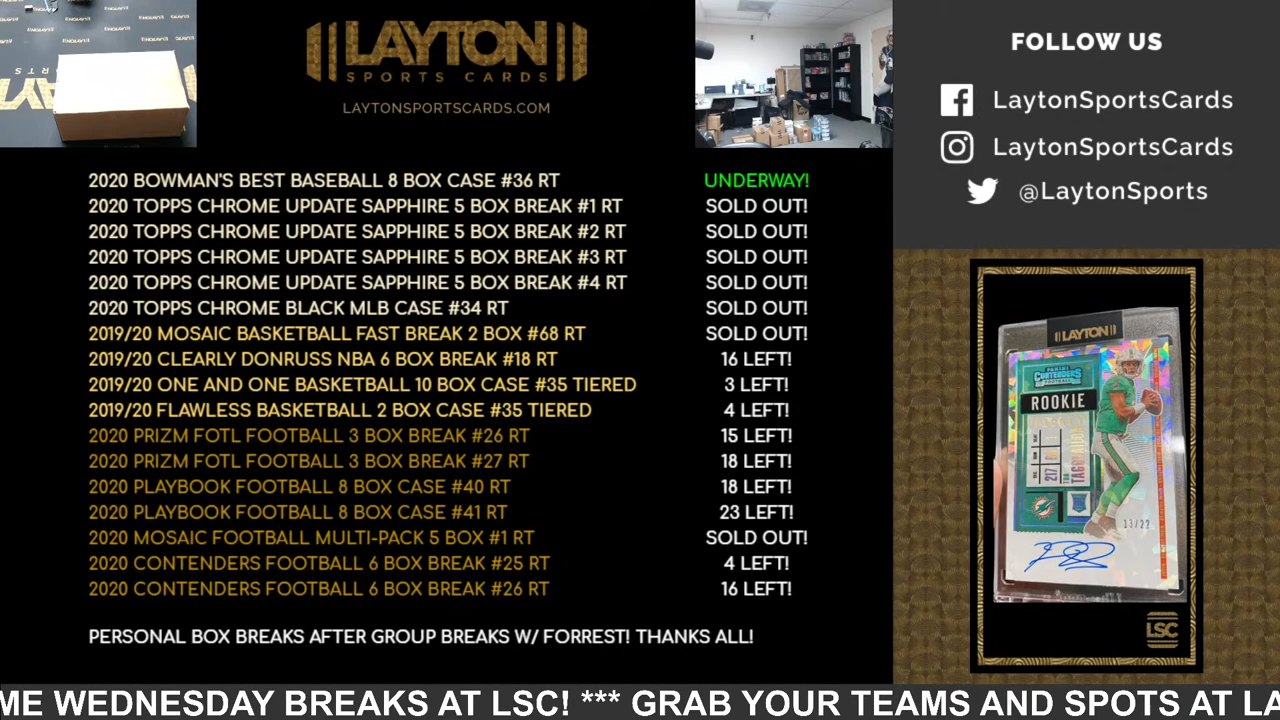 LAYTON
SPORTS CARDS
LAYTONSPORTSCARDS.COM
FOLLOW US
LaytonSportsCards
LaytonSportsCards
@LaytonSports
2020 BOWMAN'S BEST BASEBALL 8 BOX CASE #36 RT UNDERWAY!
2020 TOPPS CHROME UPDATE SAPPHIRE 5 BOX BREAK #1 RT SOLD OUT!
2020 TOPPS CHROME UPDATE SAPPHIRE 5 BOX BREAK #2 RT SOLD OUT!
2020 TOPPS CHROME UPDATE SAPPHIRE 5 BOX BREAK #3 RT SOLD OUT!
2020 TOPPS CHROME UPDATE SAPPHIRE 5 BOX BREAK #4 RT SOLD OUT!
2020 TOPPS CHROME BLACK MLB CASE #34 RT SOLD OUT!
2019/20 MOSAIC BASKETBALL FAST BREAK 2 BOX #68 RT SOLD OUT!
2019/20 CLEARLY DONRUSS NBA 6 BOX BREAK #18 RT 16 LEFT!
2019/20 ONE AND ONE BASKETBALL 10 BOX CASE #35 TIERED 3 LEFT!
2019/20 FLAWLESS BASKETBALL 2 BOX CASE #35 TIERED 4 LEFT!
2020 PRIZM FOTL FOOTBALL 3 BOX BREAK #26 RT 15 LEFT!
2020 PRIZM FOTL FOOTBALL 3 BOX BREAK #27 RT 18 LEFT!
2020 PLAYBOOK FOOTBALL 8 BOX CASE #40 RT 18 LEFT!
2020 PLAYBOOK FOOTBALL 8 BOX CASE #41 RT 23 LEFT!
2020 MOSAIC FOOTBALL MULTI-PACK 5 BOX #1 RT SOLD OUT!
2020 CONTENDERS FOOTBALL 6 BOX BREAK #25 RT 4 LEFT!
2020 CONTENDERS FOOTBALL 6 BOX BREAK #26 RT 16 LEFT!
PERSONAL BOX BREAKS AFTER GROUP BREAKS W/ FORREST! THANKS ALL!
LAYTON
PANINI
CONTENDERS
FOOTBALL
ROOKIE
217
13/22
LSC
ME WEDNESDAY BREAKS AT LSC! *** GRAB YOUR TEAMS AND SPOTS AT LA